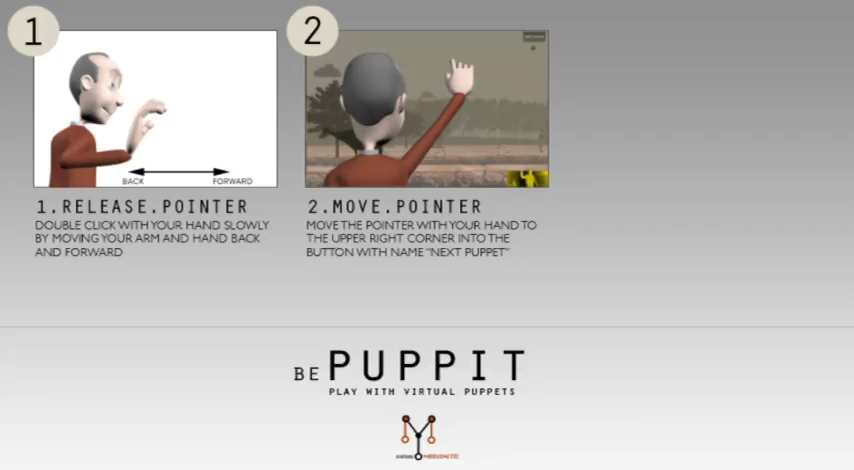 1
2
BACK
FORWARD
1.RELEASE.POINTER
DOUBLE CLICK WITH YOUR HAND SLOWLY
BY MOVING YOUR ARM AND HAND BACK
AND FORWARD
2.MOVE.POINTER
MOVE THE POINTER WITH YOUR HAND TO
THE UPPER RIGHT CORNER INTO THE
BUTTON WITH NAME "NEXT PUPPET"
BE PUPPIT
PLAY WITH VIRTUAL PUPPETS